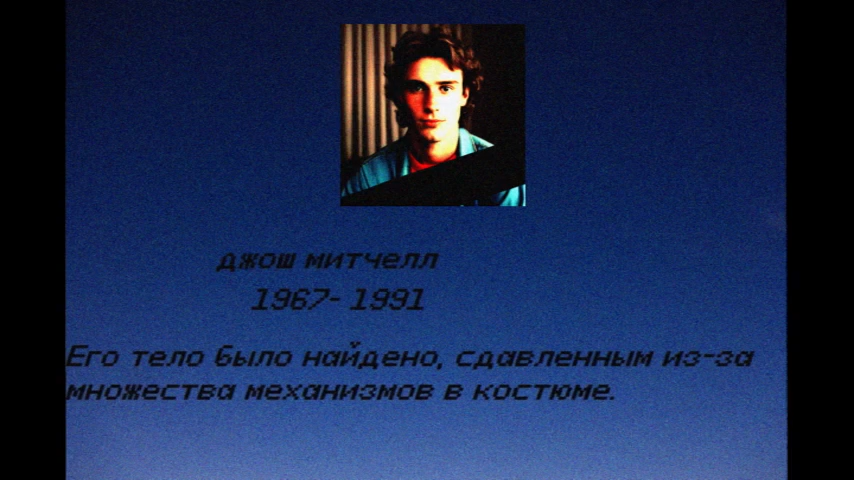 джош митчелл
1967- 1991
Его тело было найдено, сдавленным из-за
множества механизмов в костюме.